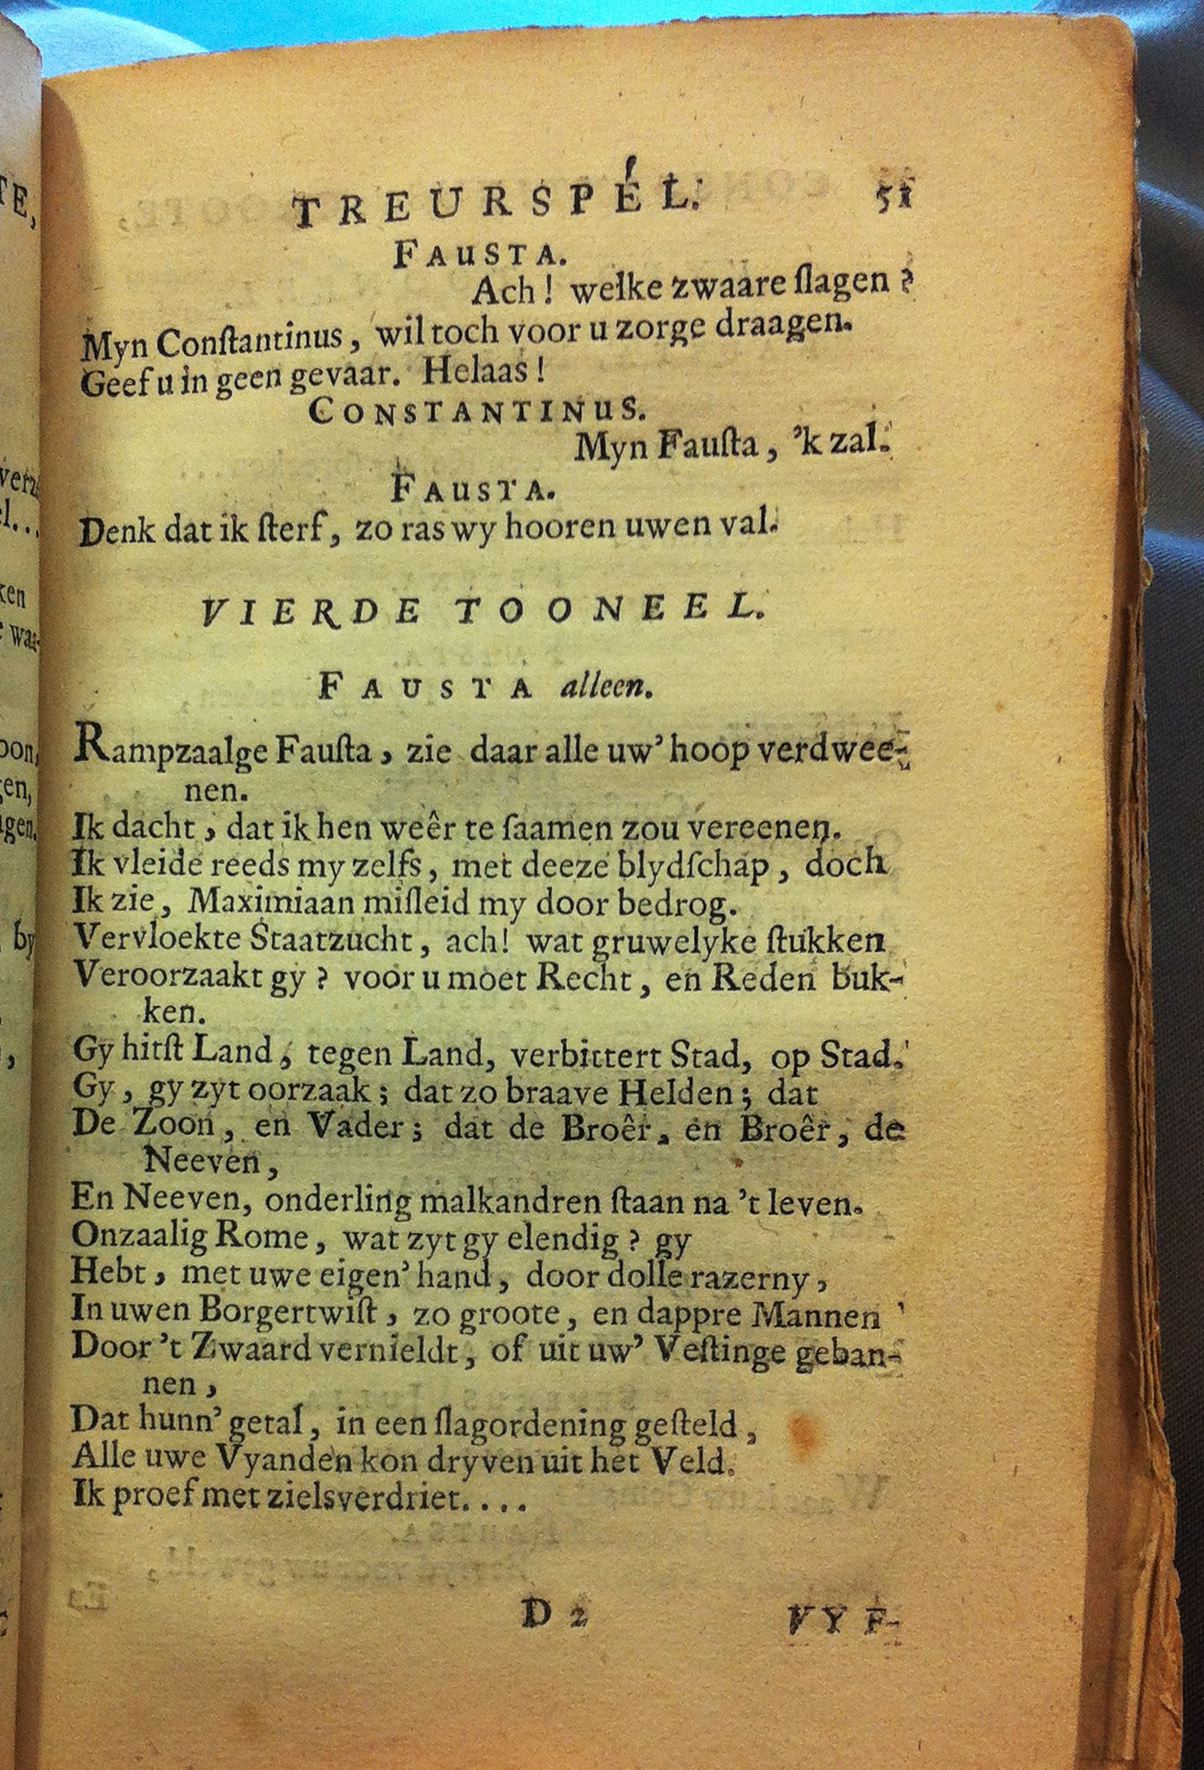 TREURSPÉL. 51
FAUSTA.
Ach! welke zwaare ſlagen?
Myn Conſtantinus, wil toch voor u zorge draagen.
Geef u in geen gevaar. Helaas!
CONSTANTINUS.
Myn Fauſta, 'k zal.
FAUSTA.
Denk dat ik ſterf, zo ras wy hooren uwen val.
VIERDE TOONEEL.
FAUSTA alleen.
Rampzaalge Fauſta, zie daar alle uw' hoop verdwee-
nen.
Ik dacht, dat ik hen weêr te ſaamen zou vereenen.
Ik vleide reeds my zelfs, met deeze blydſchap, doch
Ik zie, Maximiaan miſleid my door bedrog.
Vervloekte Staatzucht, ach! wat gruwelyke ſtukken
Veroorzaakt gy? voor u moet Recht, en Reden buk-
ken.
Gy hitſt Land, tegen Land, verbittert Stad, op Stad.
Gy, gy zyt oorzaak; dat zo braave Helden; dat
De Zoon, en Vader; dat de Broêr, en Broêr, de
Neeven,
En Neeven, onderling malkandren ſtaan na 't leven.
Onzaalig Rome, wat zyt gy elendig? gy
Hebt, met uwe eigen' hand, door dolle razerny,
In uwen Borgertwiſt, zo groote, en dappre Mannen
Door 't Zwaard vernieldt, of uit uw' Veſtinge geban-
nen,
Dat hunn' getal, in een ſlagordening geſteld,
Alle uwe Vyanden kon dryven uit het Veld.
Ik proef met zielsverdriet....
D 2 VYF-